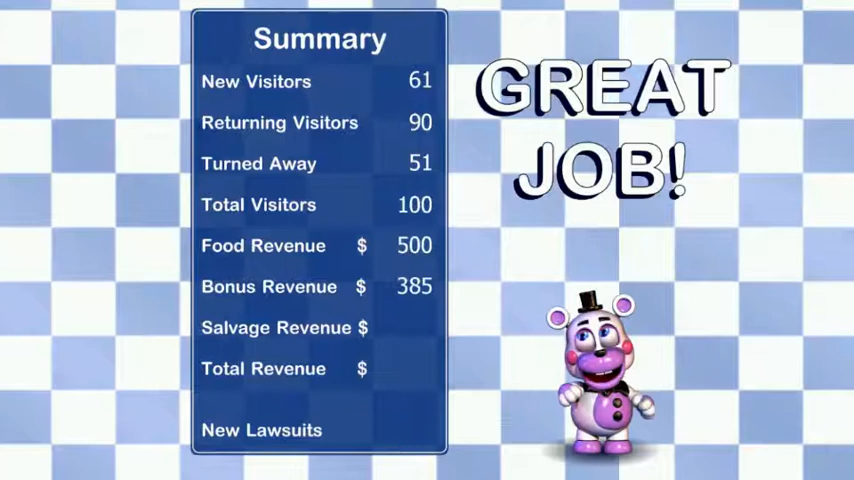 Summary
New Visitors 61
Returning Visitors 90
Turned Away 51
Total Visitors 100
Food Revenue $ 500
Bonus Revenue $ 385
Salvage Revenue $
Total Revenue $
New Lawsuits
GREAT
JOB!